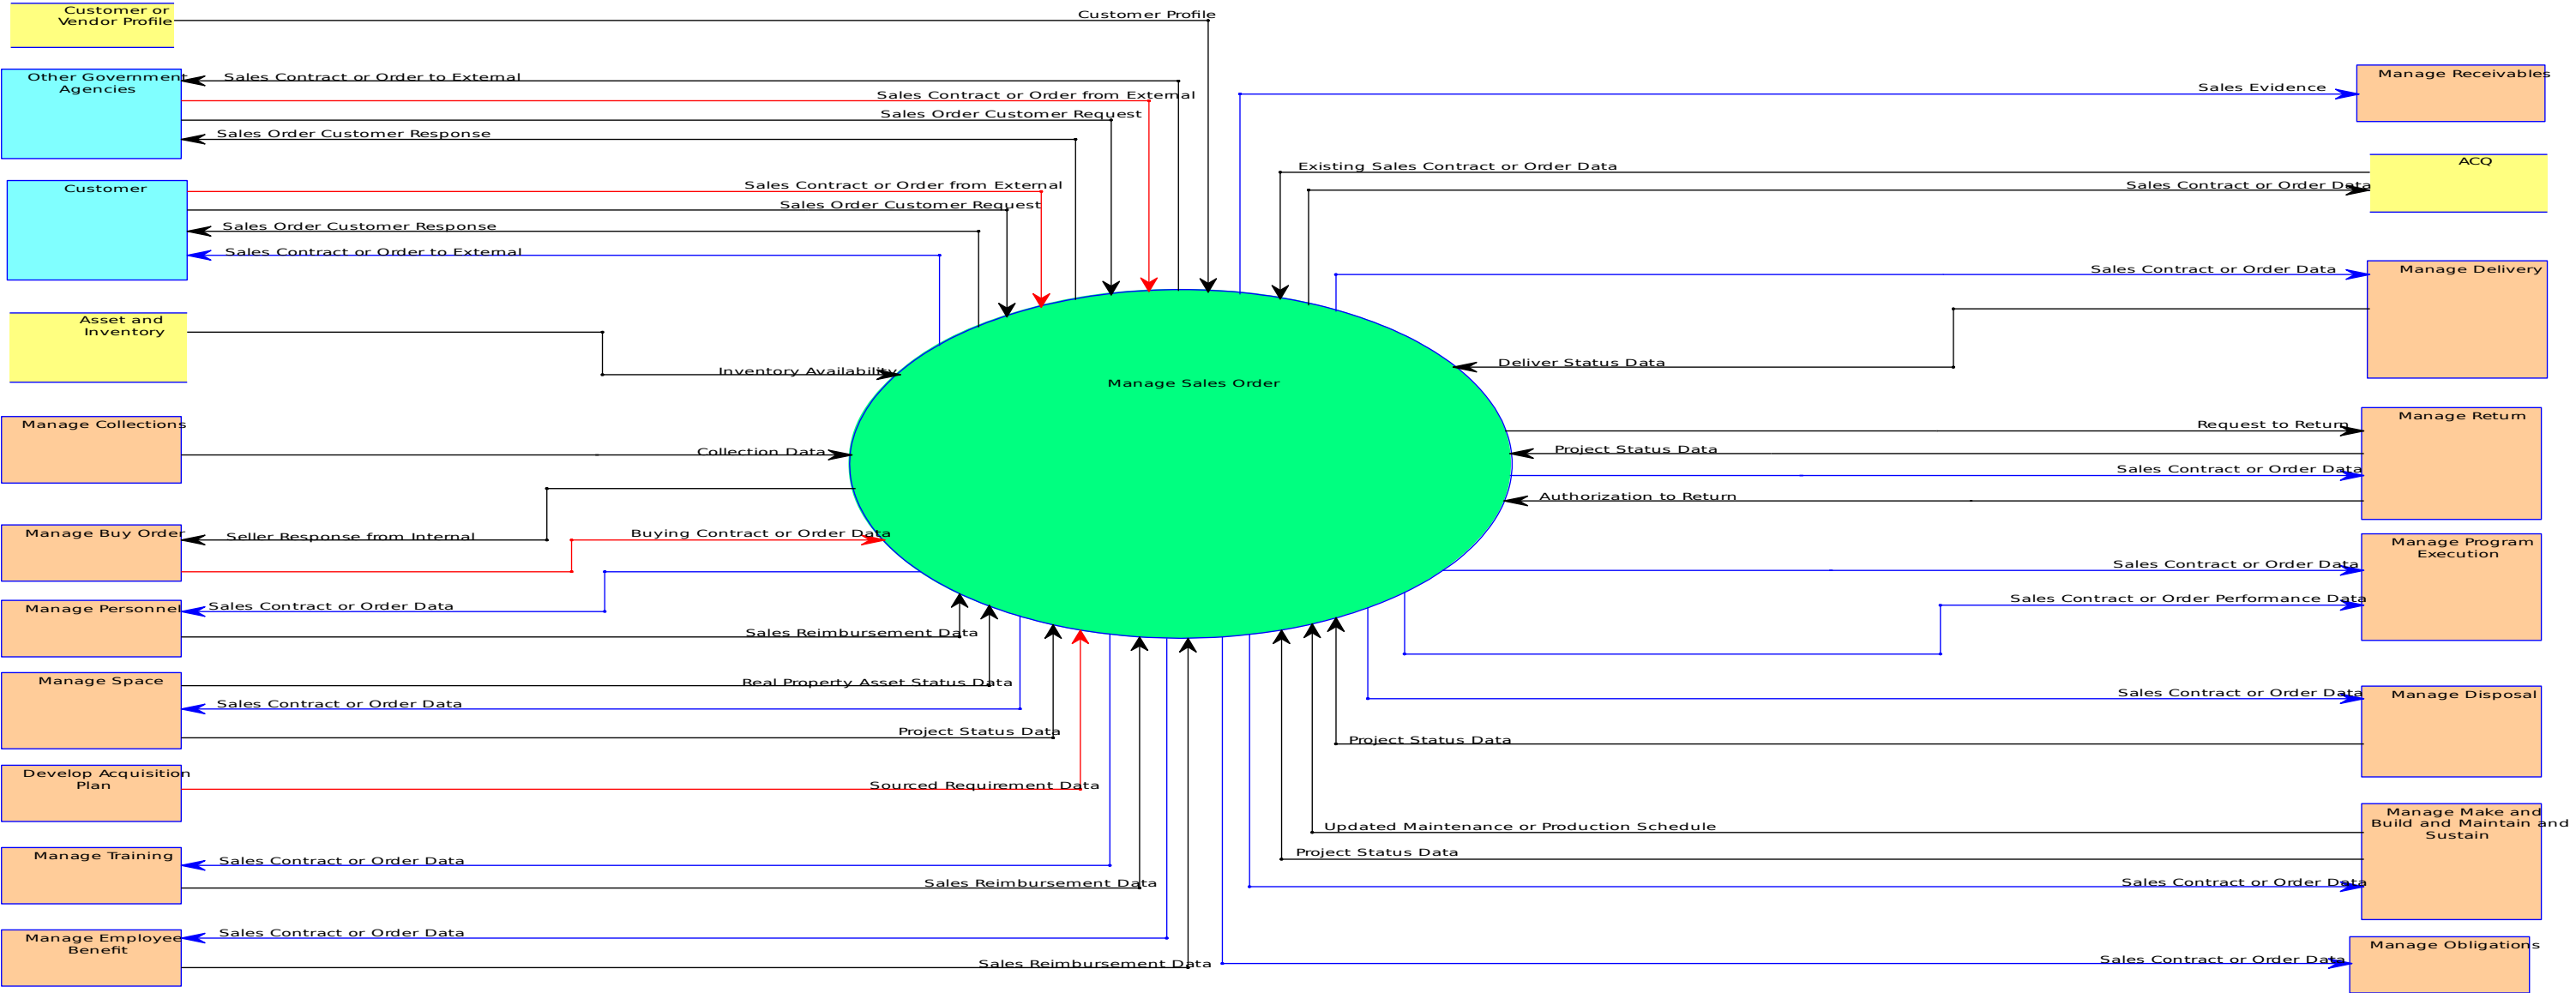 Customer or
Vendor Profile
Customer Profile
Other Government
Agencies
Sales Contract or Order to External
Sales Contract or Order from External
Sales Order Customer Request
Sales Order Customer Response
Customer
Sales Contract or Order from External
Sales Order Customer Request
Sales Order Customer Response
Sales Contract or Order to External
Asset and
Inventory
Inventory Availability
Manage Collections
Collection Data
Manage Buy Order
Seller Response from Internal
Buying Contract or Order Data
Manage Personnel
Sales Contract or Order Data
Sales Reimbursement Data
Manage Space
Real Property Asset Status Data
Sales Contract or Order Data
Project Status Data
Develop Acquisition
Plan
Sourced Requirement Data
Manage Training
Sales Contract or Order Data
Sales Reimbursement Data
Manage Employee
Benefit
Sales Contract or Order Data
Sales Reimbursement Data
Manage Sales Order
Manage Receivables
Sales Evidence
ACQ
Existing Sales Contract or Order Data
Sales Contract or Order Data
Manage Delivery
Sales Contract or Order Data
Deliver Status Data
Manage Return
Request to Return
Project Status Data
Sales Contract or Order Data
Authorization to Return
Manage Program
Execution
Sales Contract or Order Data
Sales Contract or Order Performance Data
Manage Disposal
Sales Contract or Order Data
Project Status Data
Manage Make and
Build and Maintain and
Sustain
Updated Maintenance or Production Schedule
Project Status Data
Sales Contract or Order Data
Manage Obligations
Sales Contract or Order Data